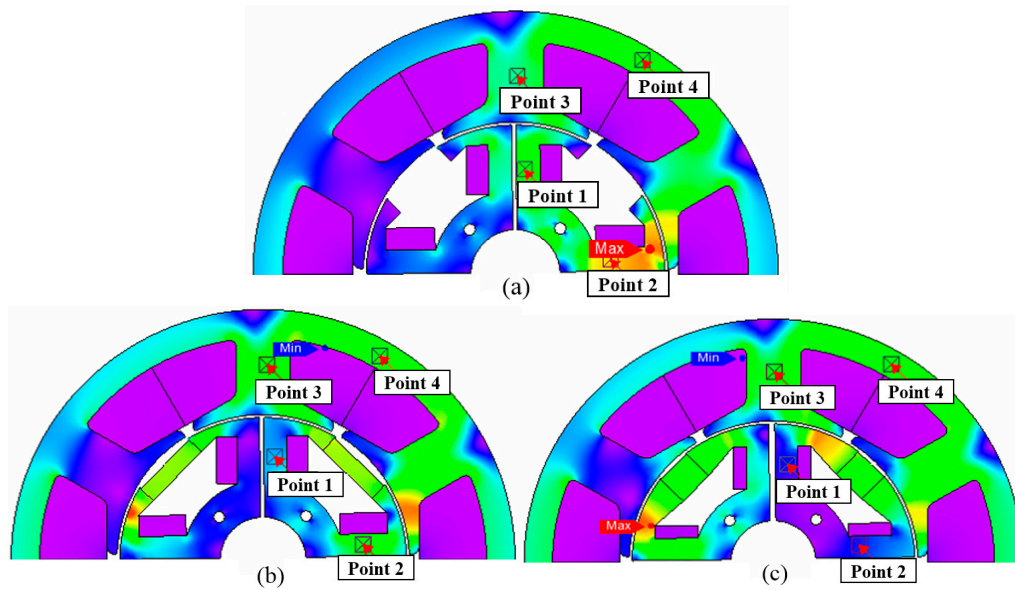 Point 4
Point 3
Point 1
Max
Point 2
(a)
Min
Point 4
Point 3
Point 1
Point 2
(b)
Min
Point 4
Point 3
Point 1
Max
Point 2
(c)